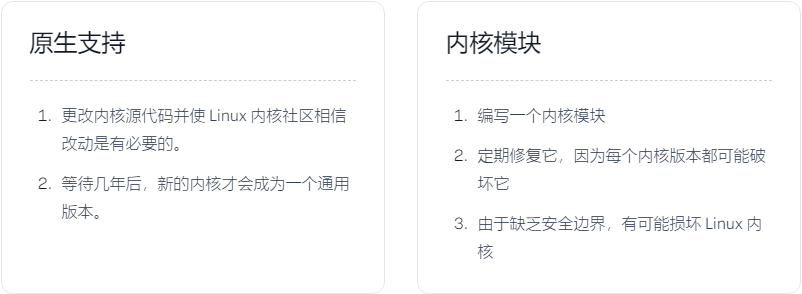 原生支持
1. 更改内核源代码并使 Linux 内核社区相信
改动是有必要的。
2. 等待几年后，新的内核才会成为一个通用
版本。
内核模块
1. 编写一个内核模块
2. 定期修复它，因为每个内核版本都可能破
坏它
3. 由于缺乏安全边界，有可能损坏 Linux 内
核